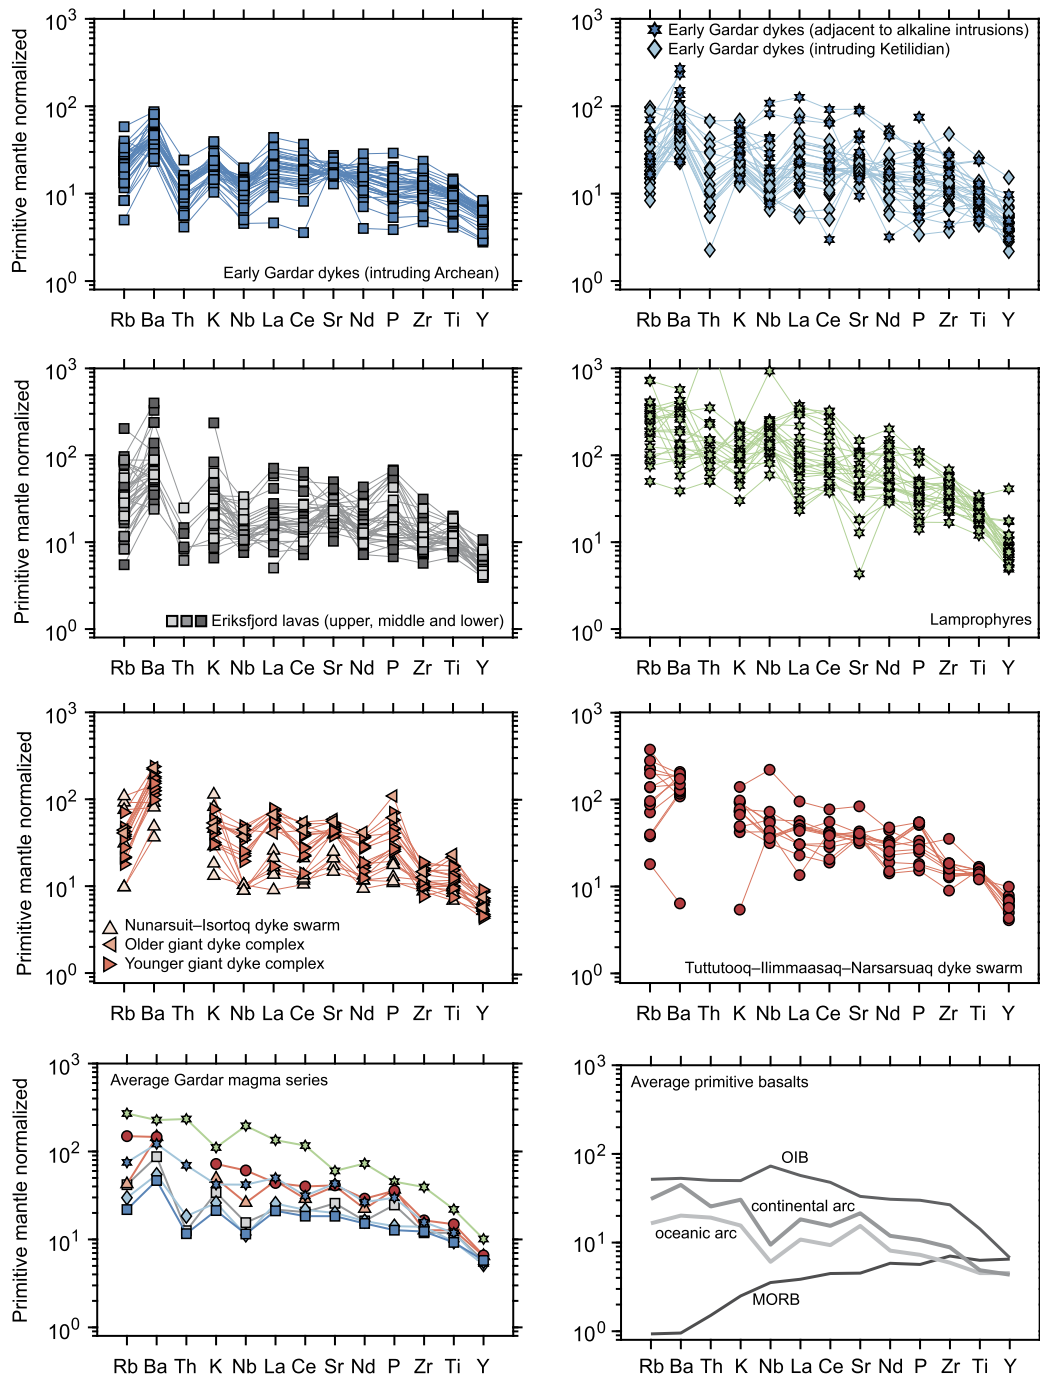 Primitive mantle normalized
10³
10²
10¹
10⁰
Early Gardar dykes (intruding Archean)
Rb Ba Th K Nb La Ce Sr Nd P Zr Ti Y
10³
10²
10¹
10⁰
Early Gardar dykes (adjacent to alkaline intrusions)
Early Gardar dykes (intruding Ketilidian)
Rb Ba Th K Nb La Ce Sr Nd P Zr Ti Y
Primitive mantle normalized
10³
10²
10¹
10⁰
Eriksfjord lavas (upper, middle and lower)
Rb Ba Th K Nb La Ce Sr Nd P Zr Ti Y
10³
10²
10¹
10⁰
Lamprophyres
Rb Ba Th K Nb La Ce Sr Nd P Zr Ti Y
Primitive mantle normalized
10³
10²
10¹
10⁰
Nunarsuit–Isortoq dyke swarm
Older giant dyke complex
Younger giant dyke complex
Rb Ba Th K Nb La Ce Sr Nd P Zr Ti Y
10³
10²
10¹
10⁰
Tuttutooq–Ilimmaasaq–Narsarsuaq dyke swarm
Rb Ba Th K Nb La Ce Sr Nd P Zr Ti Y
Primitive mantle normalized
10³
10²
10¹
10⁰
Average Gardar magma series
Rb Ba Th K Nb La Ce Sr Nd P Zr Ti Y
10³
10²
10¹
10⁰
Average primitive basalts
OIB
continental arc
oceanic arc
MORB
Rb Ba Th K Nb La Ce Sr Nd P Zr Ti Y